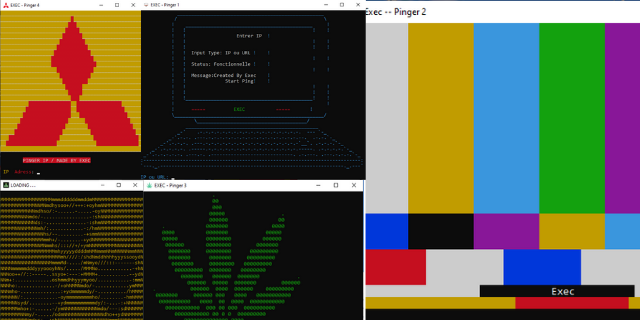 EXEC - Pinger 4
EXEC - Pinger 1
Exec -- Pinger 2
Entrer IP
Input Type: IP ou URL
Status: Fonctionnelle
Message:Created By Exec
Start Ping
EXEC
PINGER IP / MADE BY EXEC
IP
IP ou URL:
LOADING...
EXEC - Pinger 3
Exec